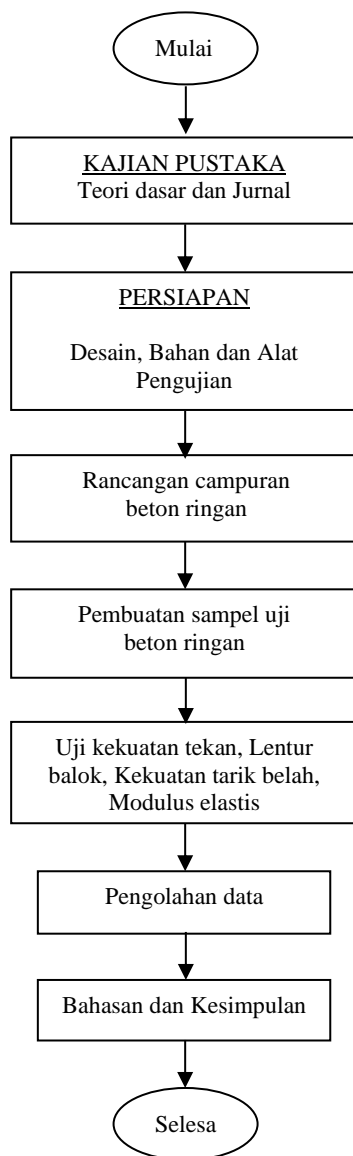 Mulai
KAJIAN PUSTAKA
Teori dasar dan Jurnal
PERSIAPAN
Desain, Bahan dan Alat
Pengujian
Rancangan campuran
beton ringan
Pembuatan sampel uji
beton ringan
Uji kekuatan tekan, Lentur
balok, Kekuatan tarik belah,
Modulus elastis
Pengolahan data
Bahasan dan Kesimpulan
Selesa